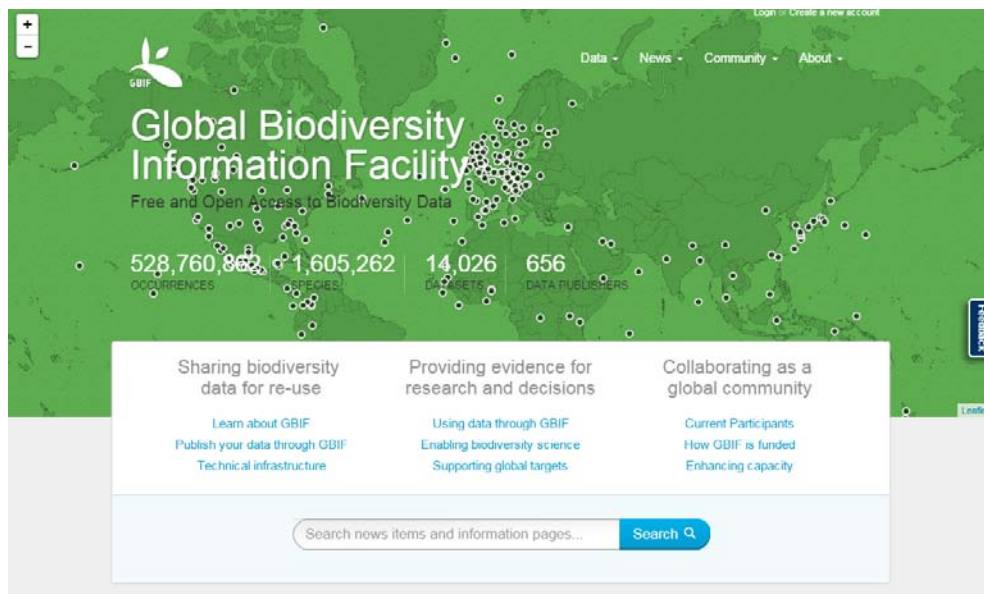 +
Login or Create a new account
-
GBIF
Data
News
Community
About
Global Biodiversity
Information Facility
Free and Open Access to Biodiversity Data
528,760,862
1,605,262
14,026
656
OCCURRENCES
SPECIES
DATASETS
DATA PUBLISHERS
Feedback
Sharing biodiversity
data for re-use
Providing evidence for
research and decisions
Collaborating as a
global community
Learn about GBIF
Using data through GBIF
Current Participants
Publish your data through GBIF
Enabling biodiversity science
How GBIF is funded
Technical infrastructure
Supporting global targets
Enhancing capacity
Search news items and information pages...
Search